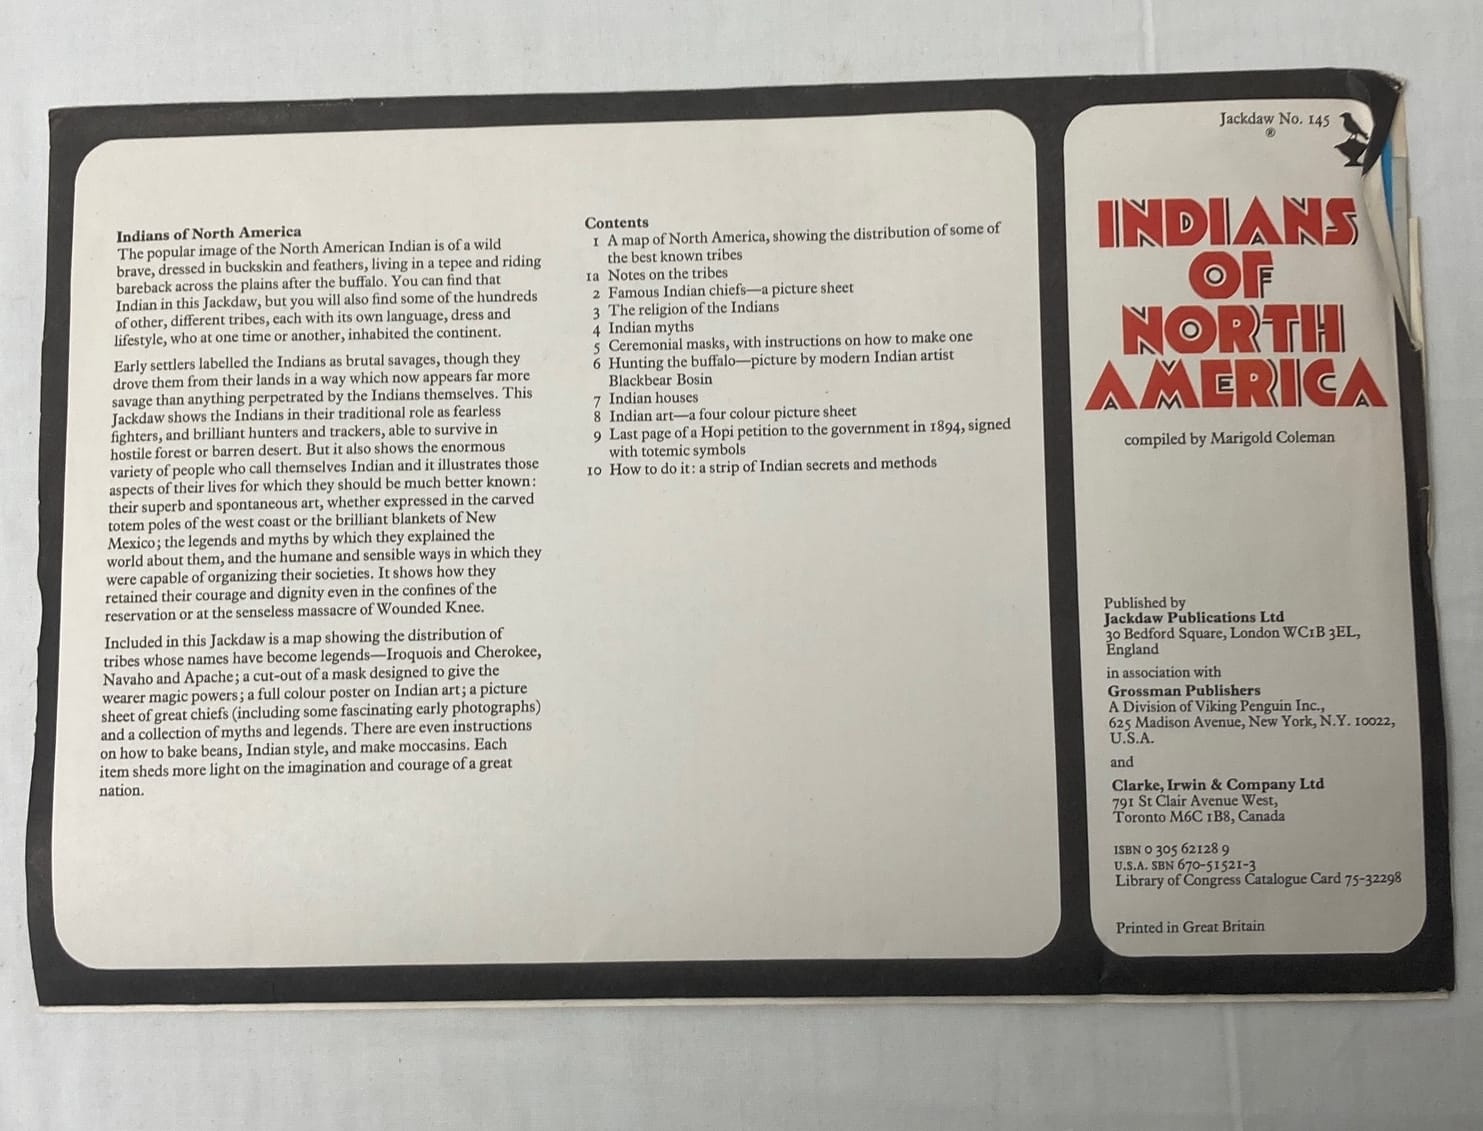 Indians of North America
The popular image of the North American Indian is of a wild
brave, dressed in buckskin and feathers, living in a tepee and riding
bareback across the plains after the buffalo. You can find that
Indian in this Jackdaw, but you will also find some of the hundreds
of other, different tribes, each with its own language, dress and
lifestyle, who at one time or another, inhabited the continent.
Early settlers labelled the Indians as brutal savages, though they
drove them from their lands in a way which now appears far more
savage than anything perpetrated by the Indians themselves. This
Jackdaw shows the Indians in their traditional role as fearless
fighters, and brilliant hunters and trackers, able to survive in
hostile forest or barren desert. But it also shows the enormous
variety of people who call themselves Indian and it illustrates those
aspects of their lives for which they should be much better known:
their superb and spontaneous art, whether expressed in the carved
totem poles of the west coast or the brilliant blankets of New
Mexico; the legends and myths by which they explained the
world about them, and the humane and sensible ways in which they
were capable of organizing their societies. It shows how they
retained their courage and dignity even in the confines of the
reservation or at the senseless massacre of Wounded Knee.
Included in this Jackdaw is a map showing the distribution of
tribes whose names have become legends—Iroquois and Cherokee,
Navaho and Apache; a cut-out of a mask designed to give the
wearer magic powers; a full colour poster on Indian art; a picture
sheet of great chiefs (including some fascinating early photographs)
and a collection of myths and legends. There are even instructions
on how to bake beans, Indian style, and make moccasins. Each
item sheds more light on the imagination and courage of a great
nation.
Contents
1 A map of North America, showing the distribution of some of
the best known tribes
1a Notes on the tribes
2 Famous Indian chiefs—a picture sheet
3 The religion of the Indians
4 Indian myths
5 Ceremonial masks, with instructions on how to make one
6 Hunting the buffalo—picture by modern Indian artist
Blackbear Bosin
7 Indian houses
8 Indian art—a four colour picture sheet
9 Last page of a Hopi petition to the government in 1894, signed
with totemic symbols
10 How to do it: a strip of Indian secrets and methods
Jackdaw No. 145
®
INDIANS
OF
NORTH
AMERICA
compiled by Marigold Coleman
Published by
Jackdaw Publications Ltd
30 Bedford Square, London WC1B 3EL,
England
in association with
Grossman Publishers
A Division of Viking Penguin Inc.,
625 Madison Avenue, New York, N.Y. 10022,
U.S.A.
and
Clarke, Irwin & Company Ltd
791 St Clair Avenue West,
Toronto M6C 1B8, Canada
ISBN 0 305 62128 9
U.S.A. SBN 670-51521-3
Library of Congress Catalogue Card 75-32298
Printed in Great Britain